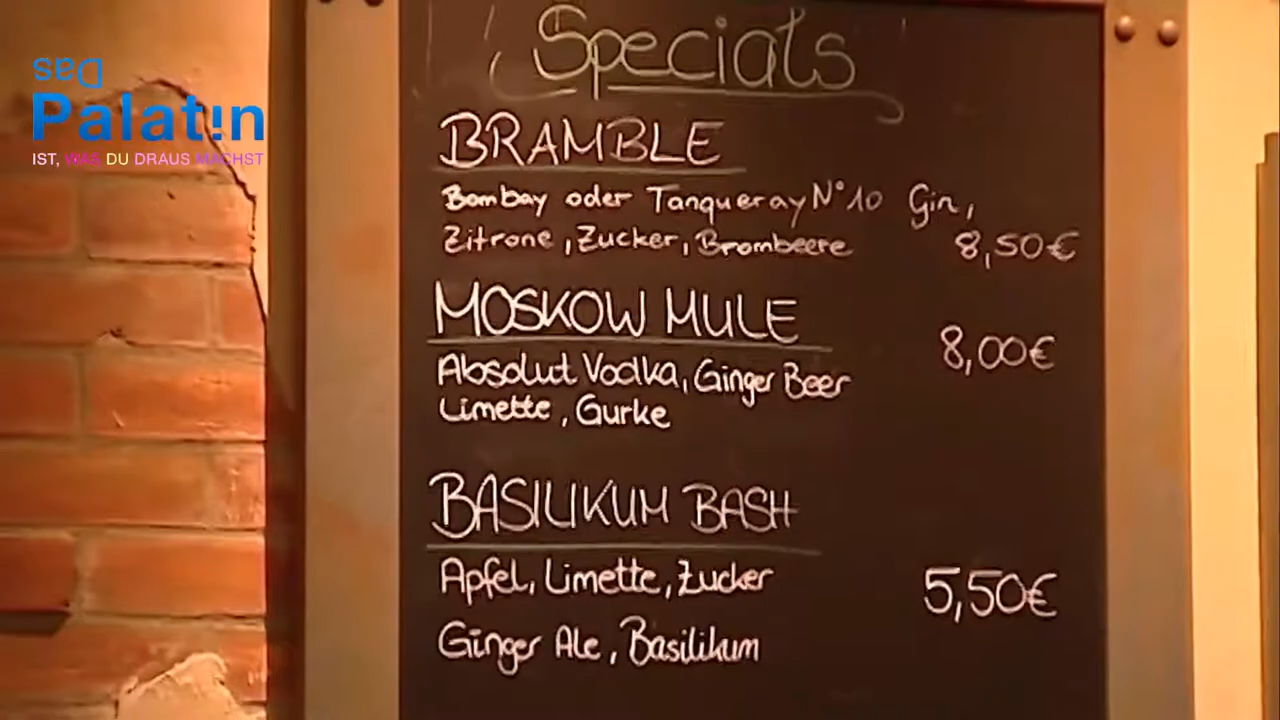 Das
Palat!n
IST, WAS DU DRAUS MACHST
Specials
BRAMBLE
Bombay oder Tanqueray N°10 Gin,
Zitrone, Zucker, Brombeere 8,50€
MOSKOW MULE
8,00€
Absolut Vodka, Ginger Beer
Limette, Gurke
BASILIKUM BASH
Apfel, Limette, Zucker 5,50€
Ginger Ale, Basilikum